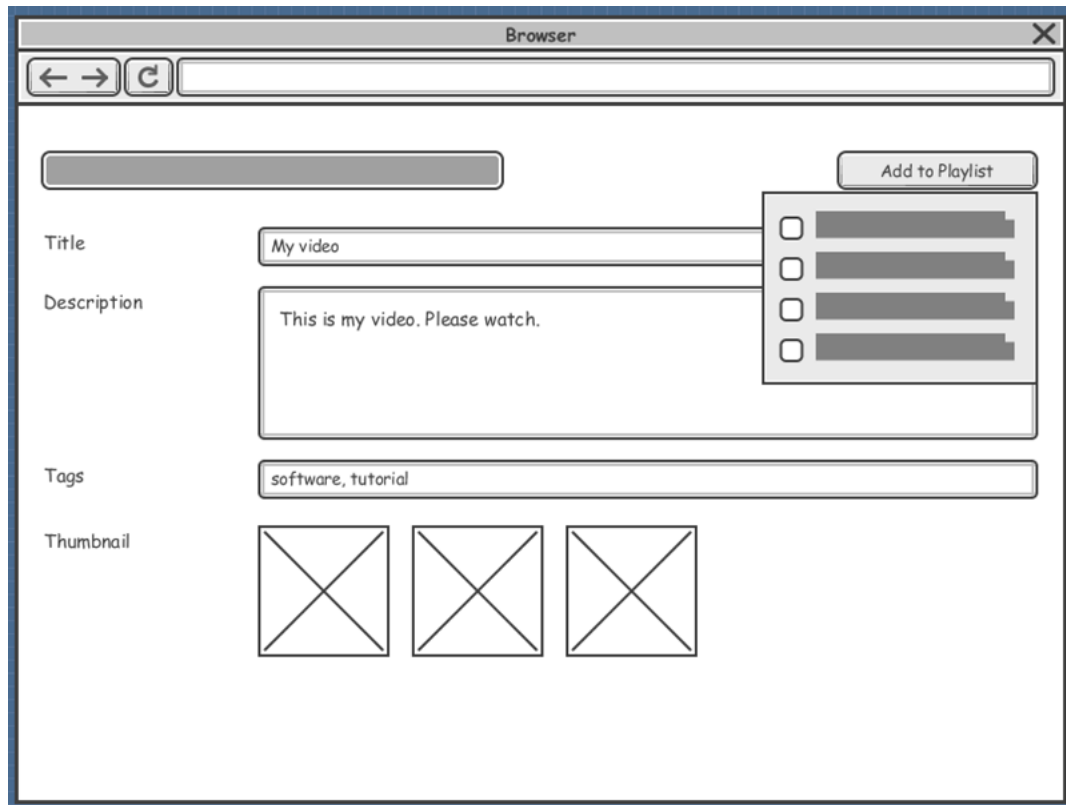 Browser
Add to Playlist
Title
My video
Description
This is my video. Please watch.
Tags
software, tutorial
Thumbnail